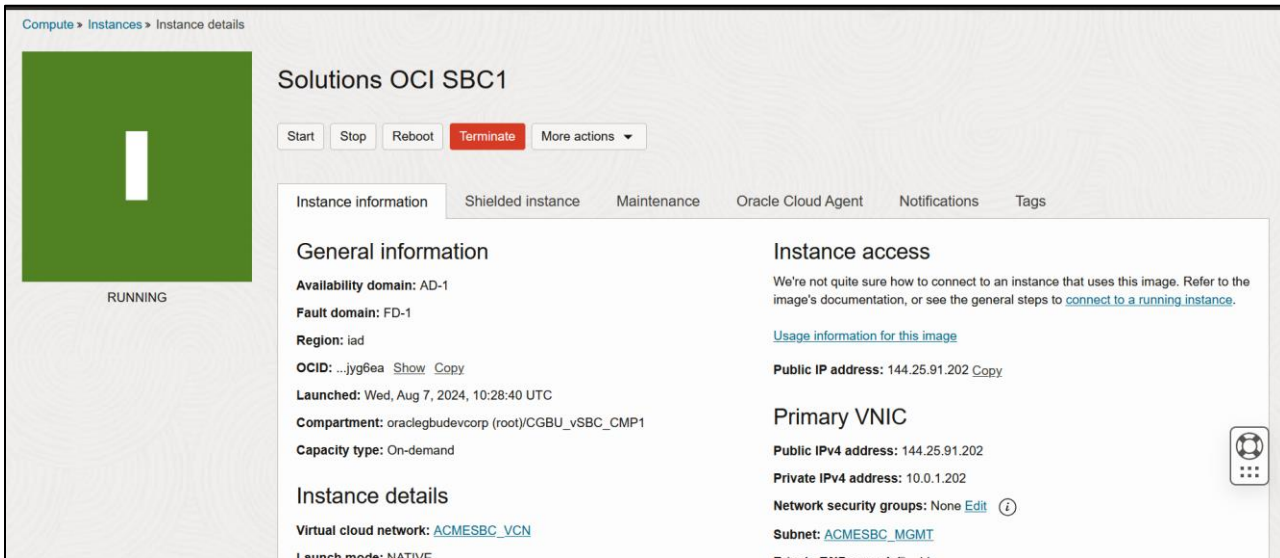 Compute » Instances » Instance details
Solutions OCI SBC1
Start Stop Reboot Terminate More actions
Instance information Shielded instance Maintenance Oracle Cloud Agent Notifications Tags
RUNNING
General information
Availability domain: AD-1
Fault domain: FD-1
Region: iad
OCID: ...jyg6ea Show Copy
Launched: Wed, Aug 7, 2024, 10:28:40 UTC
Compartment: oraclegbudevcorp (root)/CGBU_vSBC_CMP1
Capacity type: On-demand
Instance details
Virtual cloud network: ACMESBC_VCN
Launch mode: NATIVE
Instance access
We're not quite sure how to connect to an instance that uses this image. Refer to the
image's documentation, or see the general steps to connect to a running instance.
Usage information for this image
Public IP address: 144.25.91.202 Copy
Primary VNIC
Public IPv4 address: 144.25.91.202
Private IPv4 address: 10.0.1.202
Network security groups: None Edit
Subnet: ACMESBC_MGMT